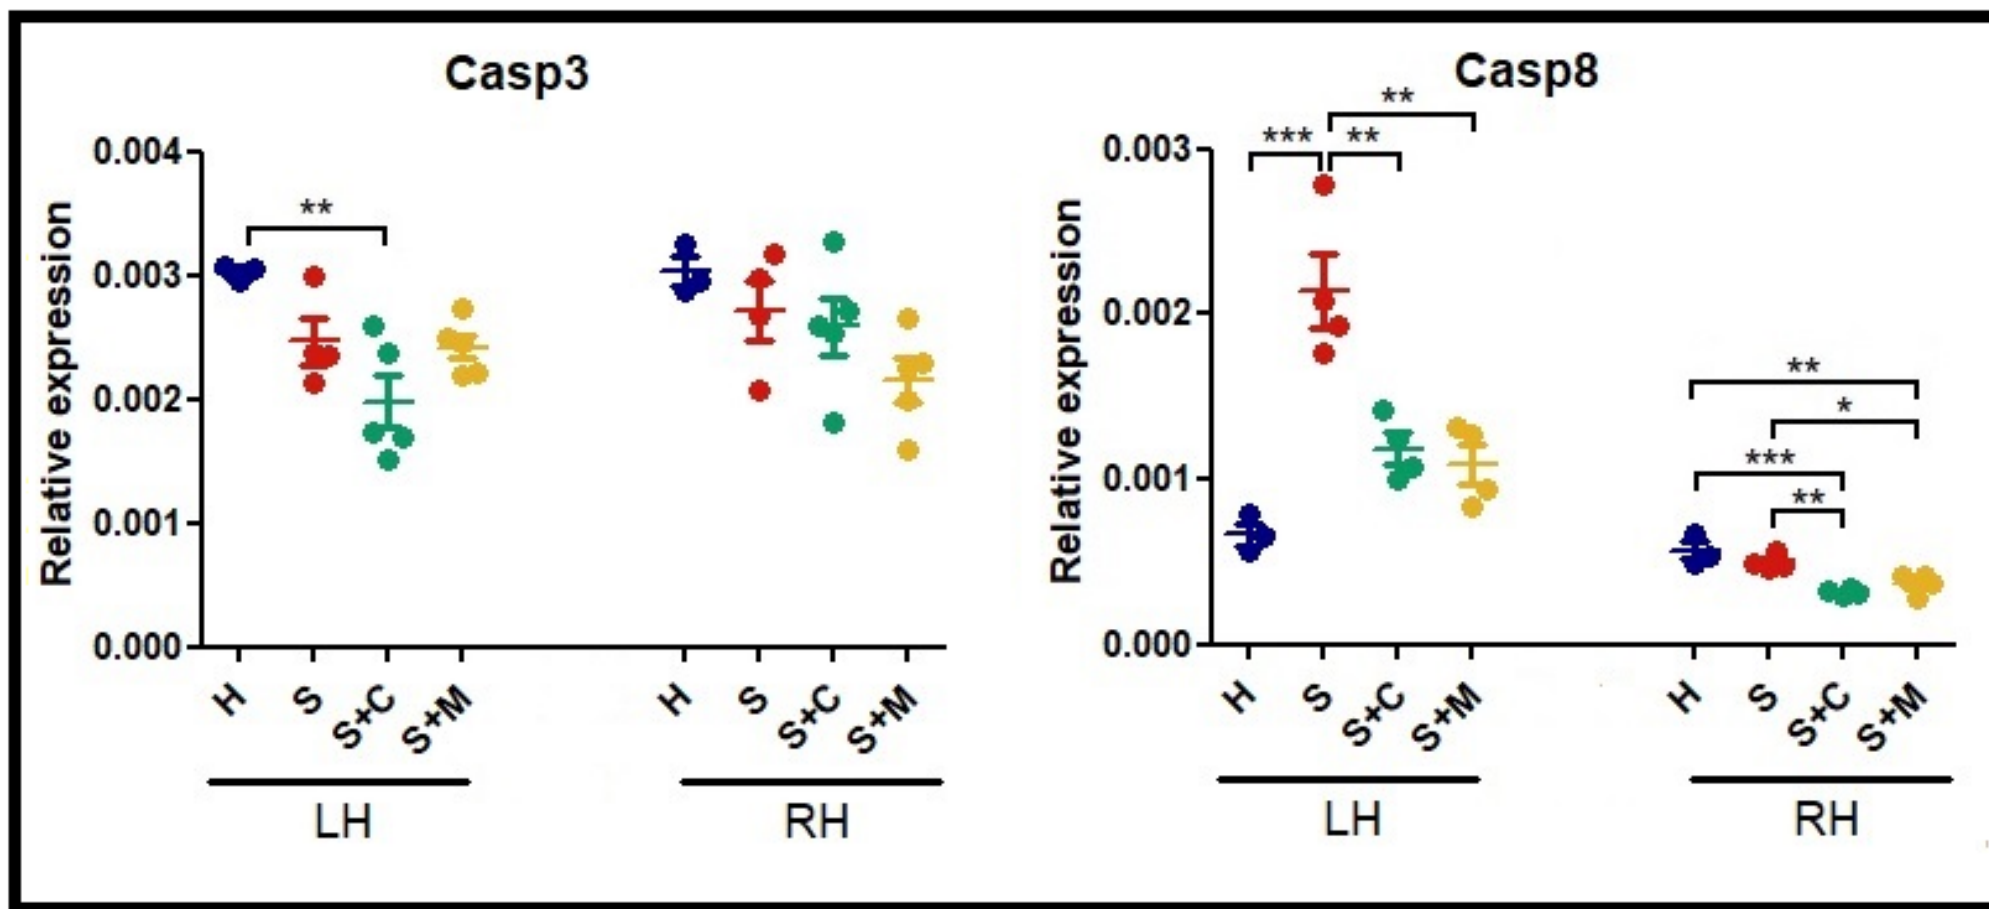 Casp3
**
Relative expression
0.004
0.003
0.002
0.001
0.000
H S S+C S+M H S S+C S+M
LH RH
Casp8
**
*** **
**
*
***
**
Relative expression
0.003
0.002
0.001
0.000
H S S+C S+M H S S+C S+M
LH RH